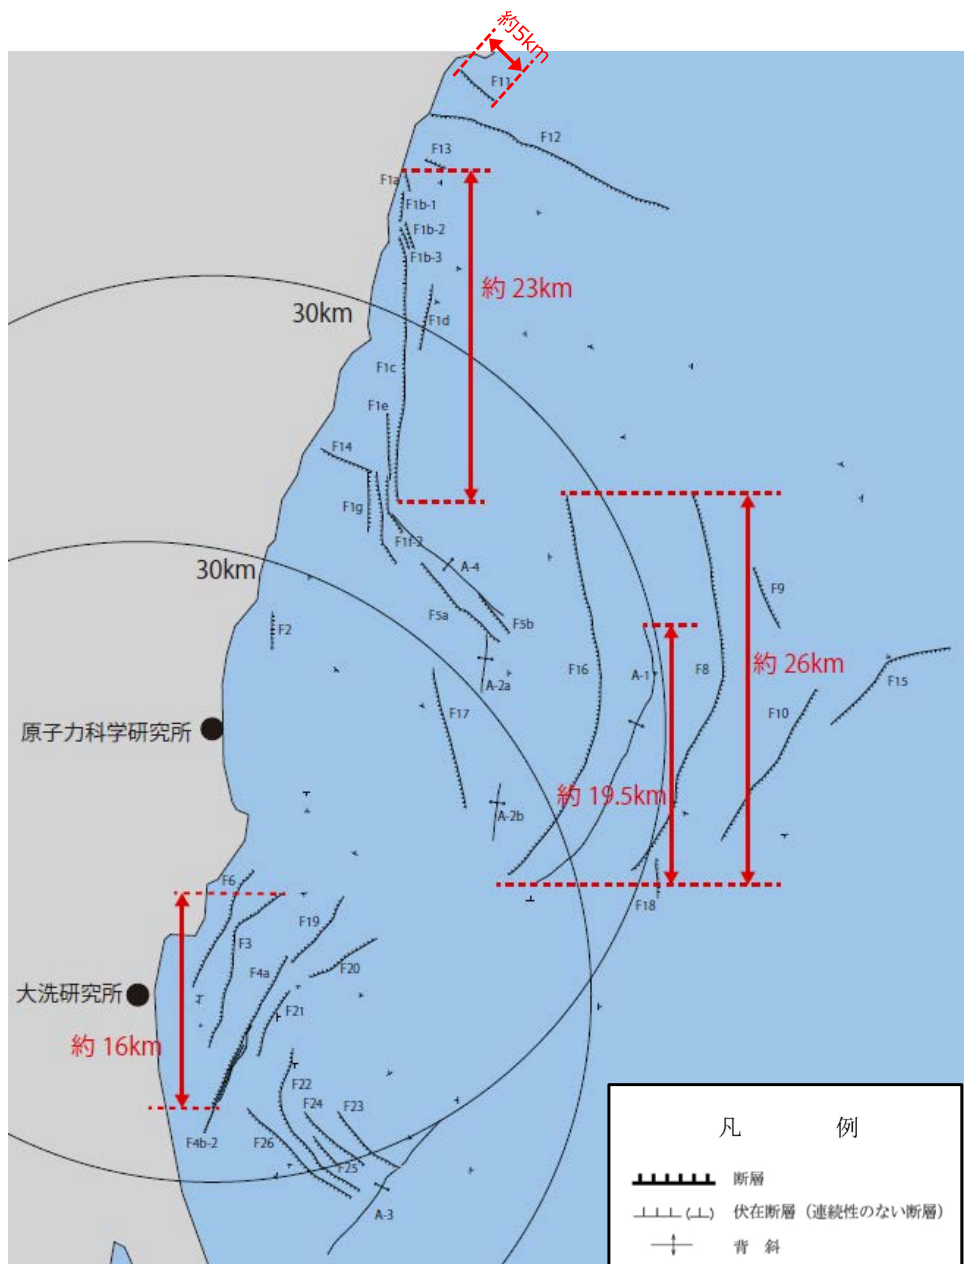 約5km
F11
F12
F13
F1a
F1b-1
F1b-2
F1b-3
約 23km
30km
F1d
F1c
F1e
F14
F1g
F1f-2
A-4
30km
F9
F5a
F5b
F2
F16
A-1
F8
約 26km
F15
A-2a
F17
F10
原子力科学研究所
約 19.5km
A-2b
F6
F18
F19
F3
F4a
F20
大洗研究所
F21
約 16km
F22
F24
F23
F4b-2
F26
F25
A-3
凡 例
断層
伏在断層（連続性のない断層）
背 斜